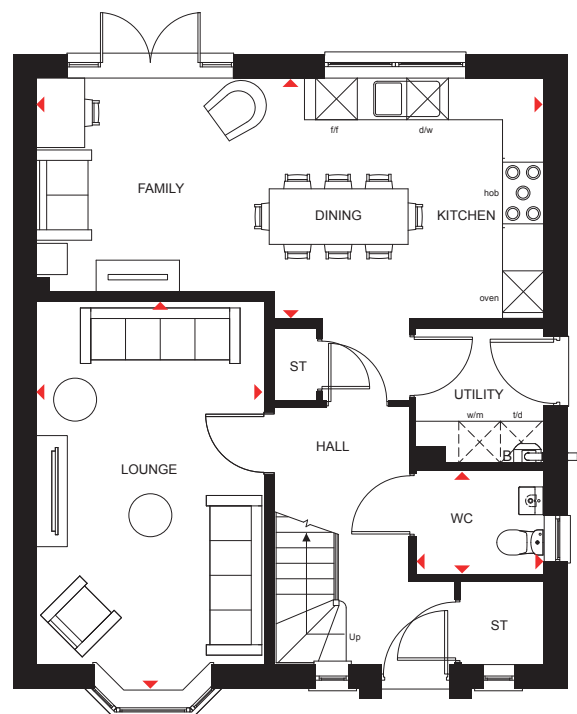 f/f
d/w
FAMILY
hob
DINING
KITCHEN
oven
ST
UTILITY
w/m
t/d
HALL
B
LOUNGE
WC
ST
Up